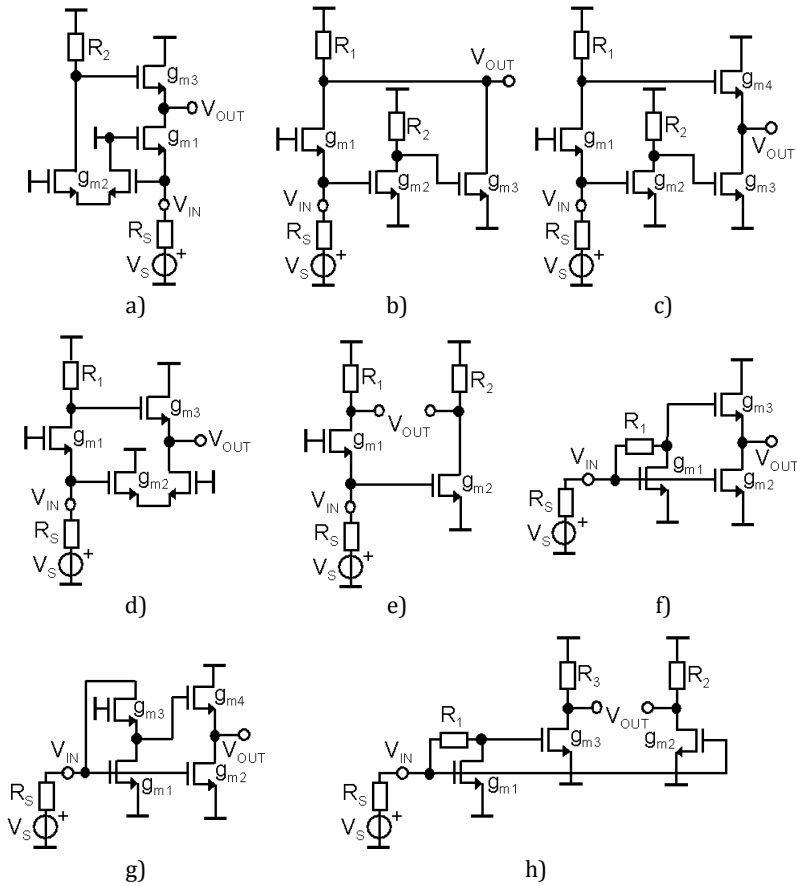 R2
gm3
VOUT
gm1
gm2
VIN
RS
VS
+
a)
R1
VOUT
R2
gm1
gm2
gm3
VIN
RS
VS
+
b)
R1
gm4
R2
gm1
VOUT
gm2
gm3
VIN
RS
VS
+
c)
R1
gm3
gm1
VOUT
gm2
VIN
RS
VS
+
d)
R1
R2
VOUT
gm1
gm2
VIN
RS
VS
+
e)
gm3
R1
VIN
gm1
VOUT
RS
gm2
VS
+
f)
gm4
gm3
VIN
VOUT
gm1
gm2
RS
VS
+
g)
R3
R2
R1
VOUT
gm3
gm2
VIN
gm1
RS
VS
+
h)